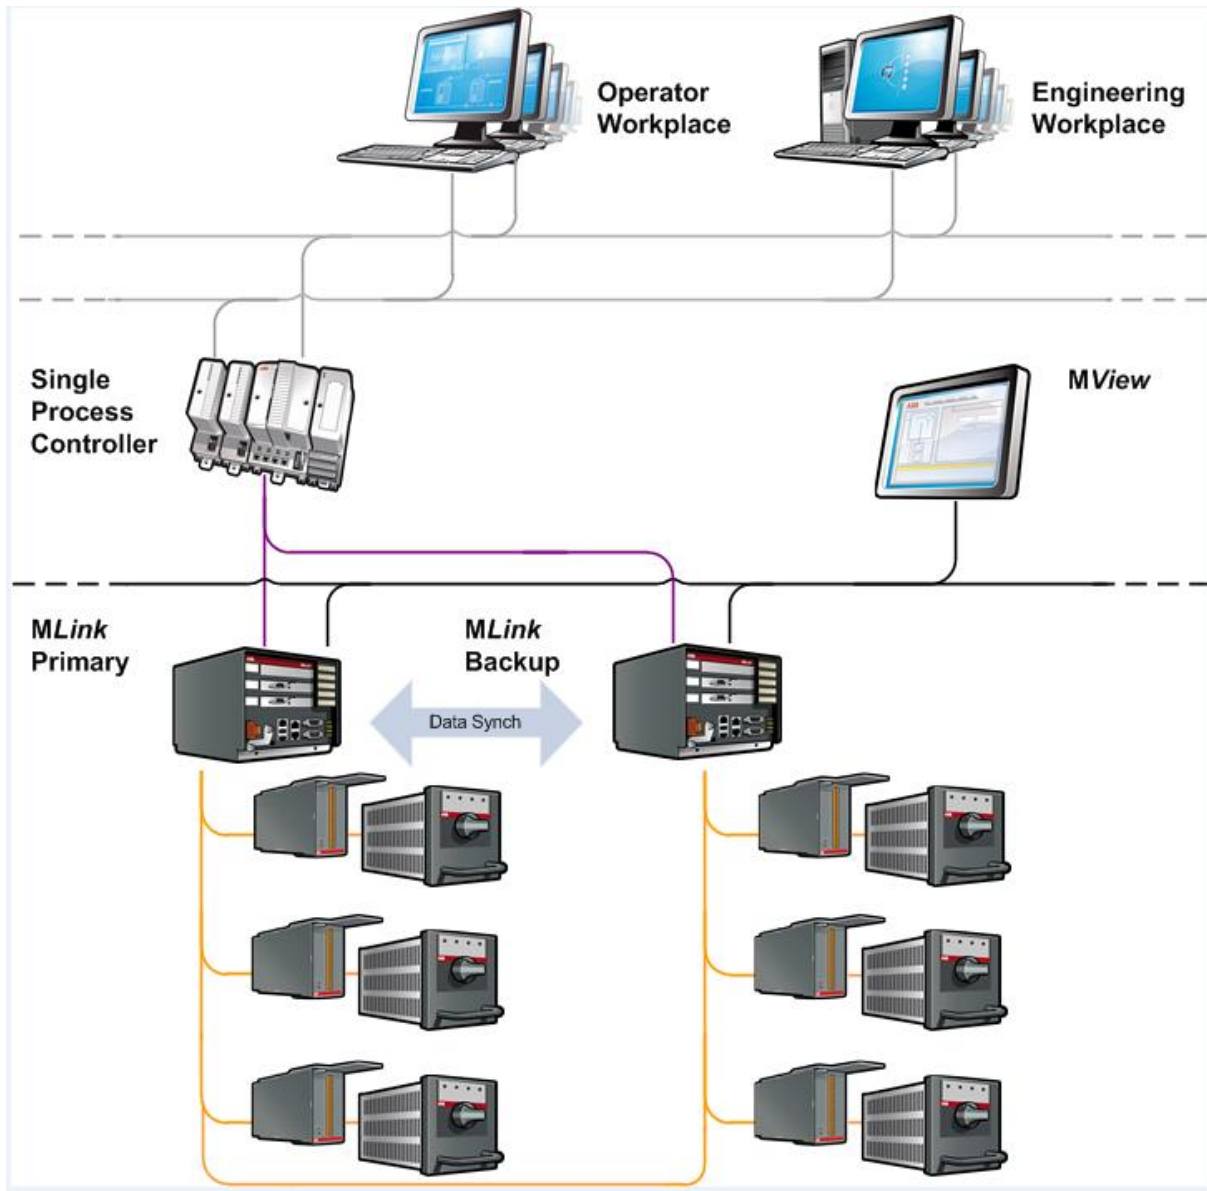 Operator
Workplace
Engineering
Workplace
Single
Process
Controller
MView
MLink
Primary
MLink
Backup
Data Synch